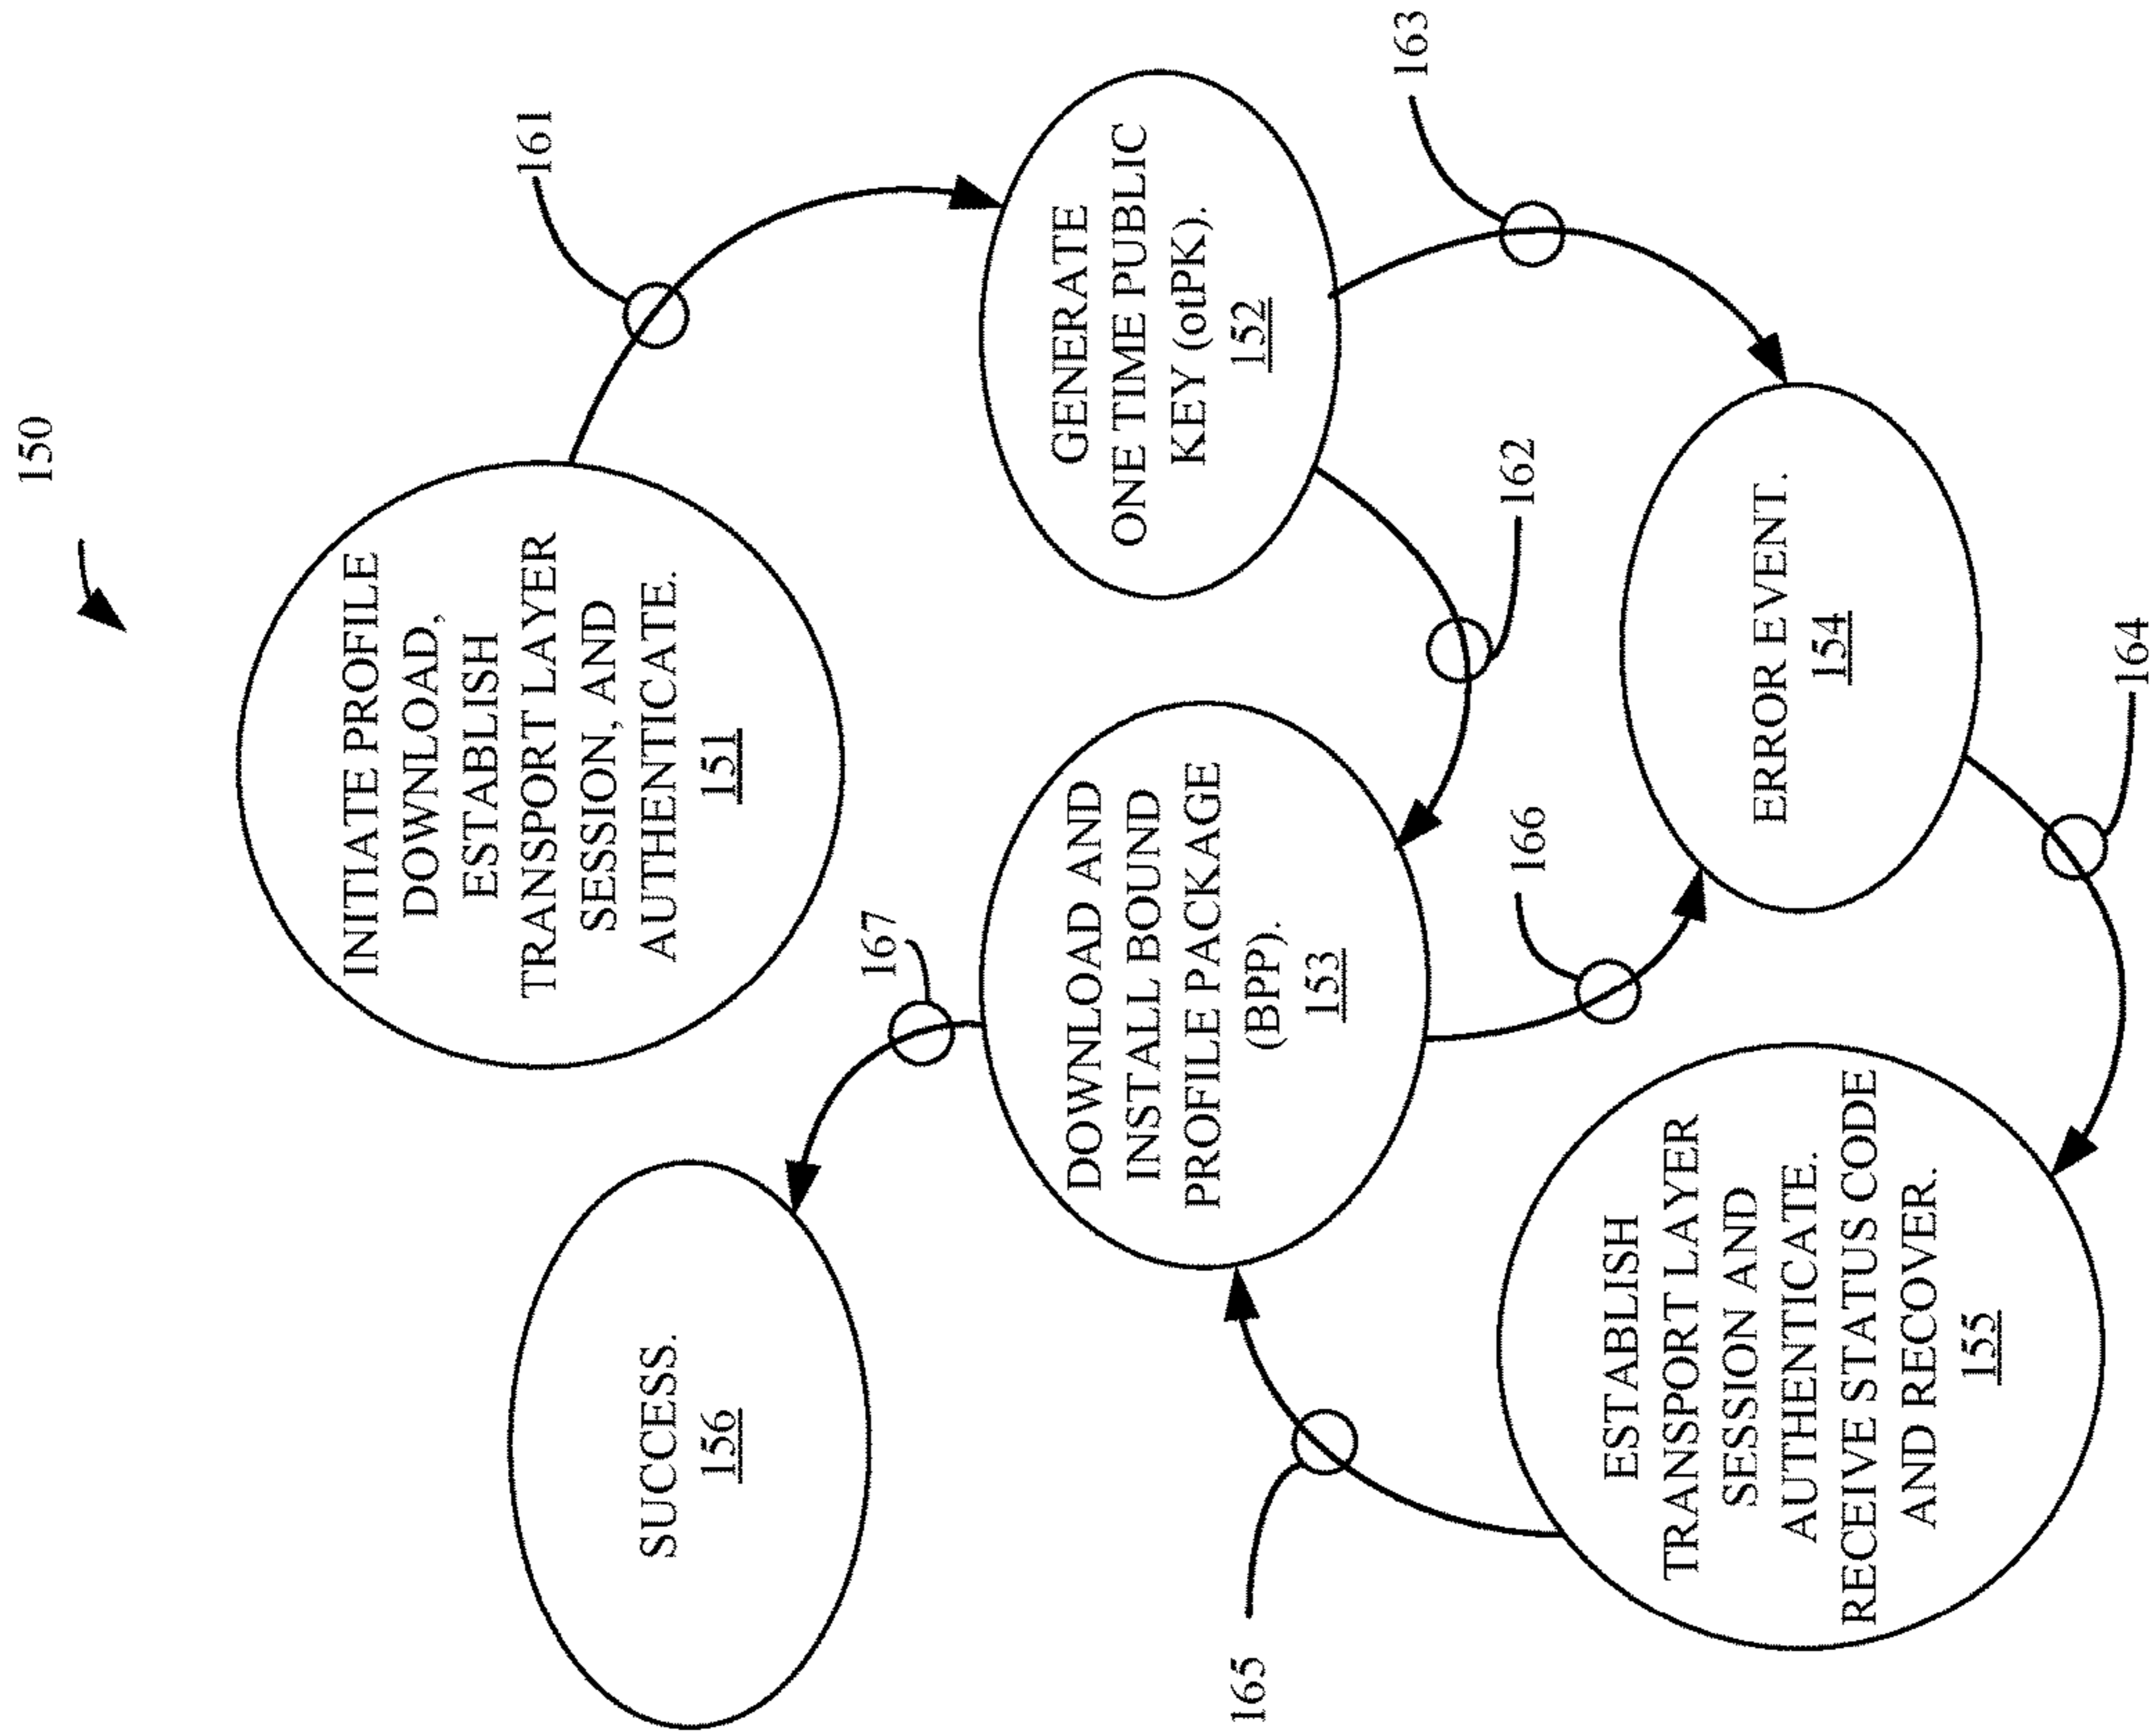 150
INITIATE PROFILE
DOWNLOAD,
ESTABLISH
TRANSPORT LAYER
SESSION, AND
AUTHENTICATE.
151
161
GENERATE
ONE TIME PUBLIC
KEY (otPK).
152
163
SUCCESS.
156
167
DOWNLOAD AND
INSTALL BOUND
PROFILE PACKAGE
(BPP).
153
162
165
166
ERROR EVENT.
154
ESTABLISH
TRANSPORT LAYER
SESSION AND
AUTHENTICATE.
RECEIVE STATUS CODE
AND RECOVER.
155
164